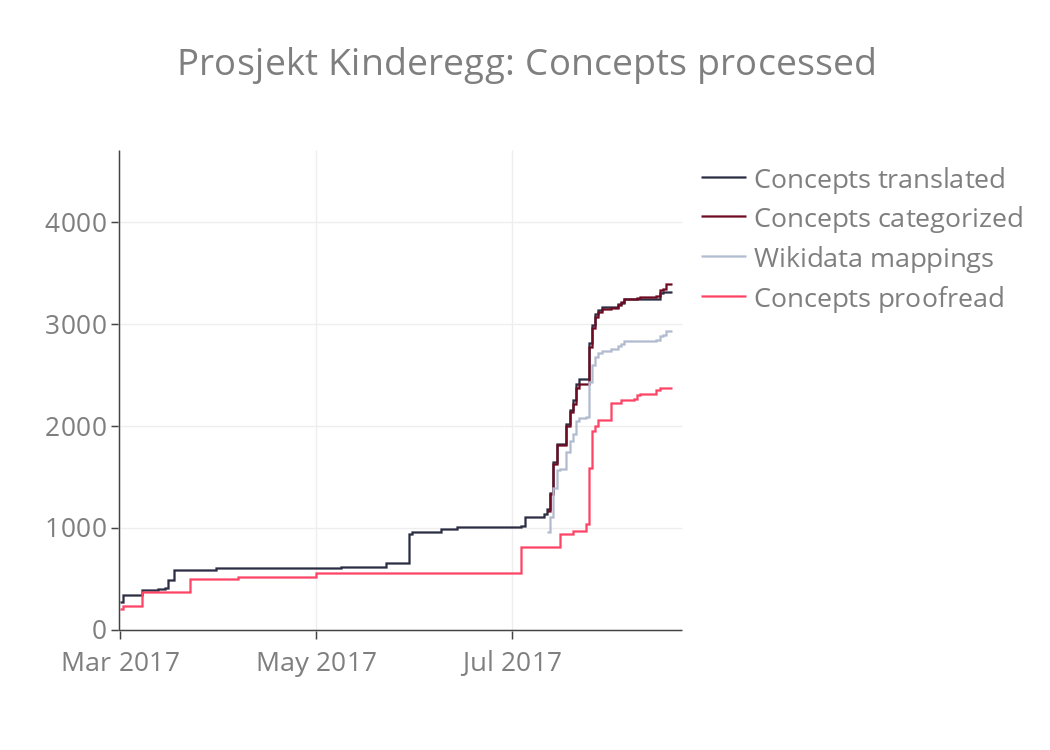 Prosjekt Kinderegg: Concepts processed
Concepts translated
Concepts categorized
Wikidata mappings
Concepts proofread
4000
3000
2000
1000
0
Mar 2017 May 2017 Jul 2017